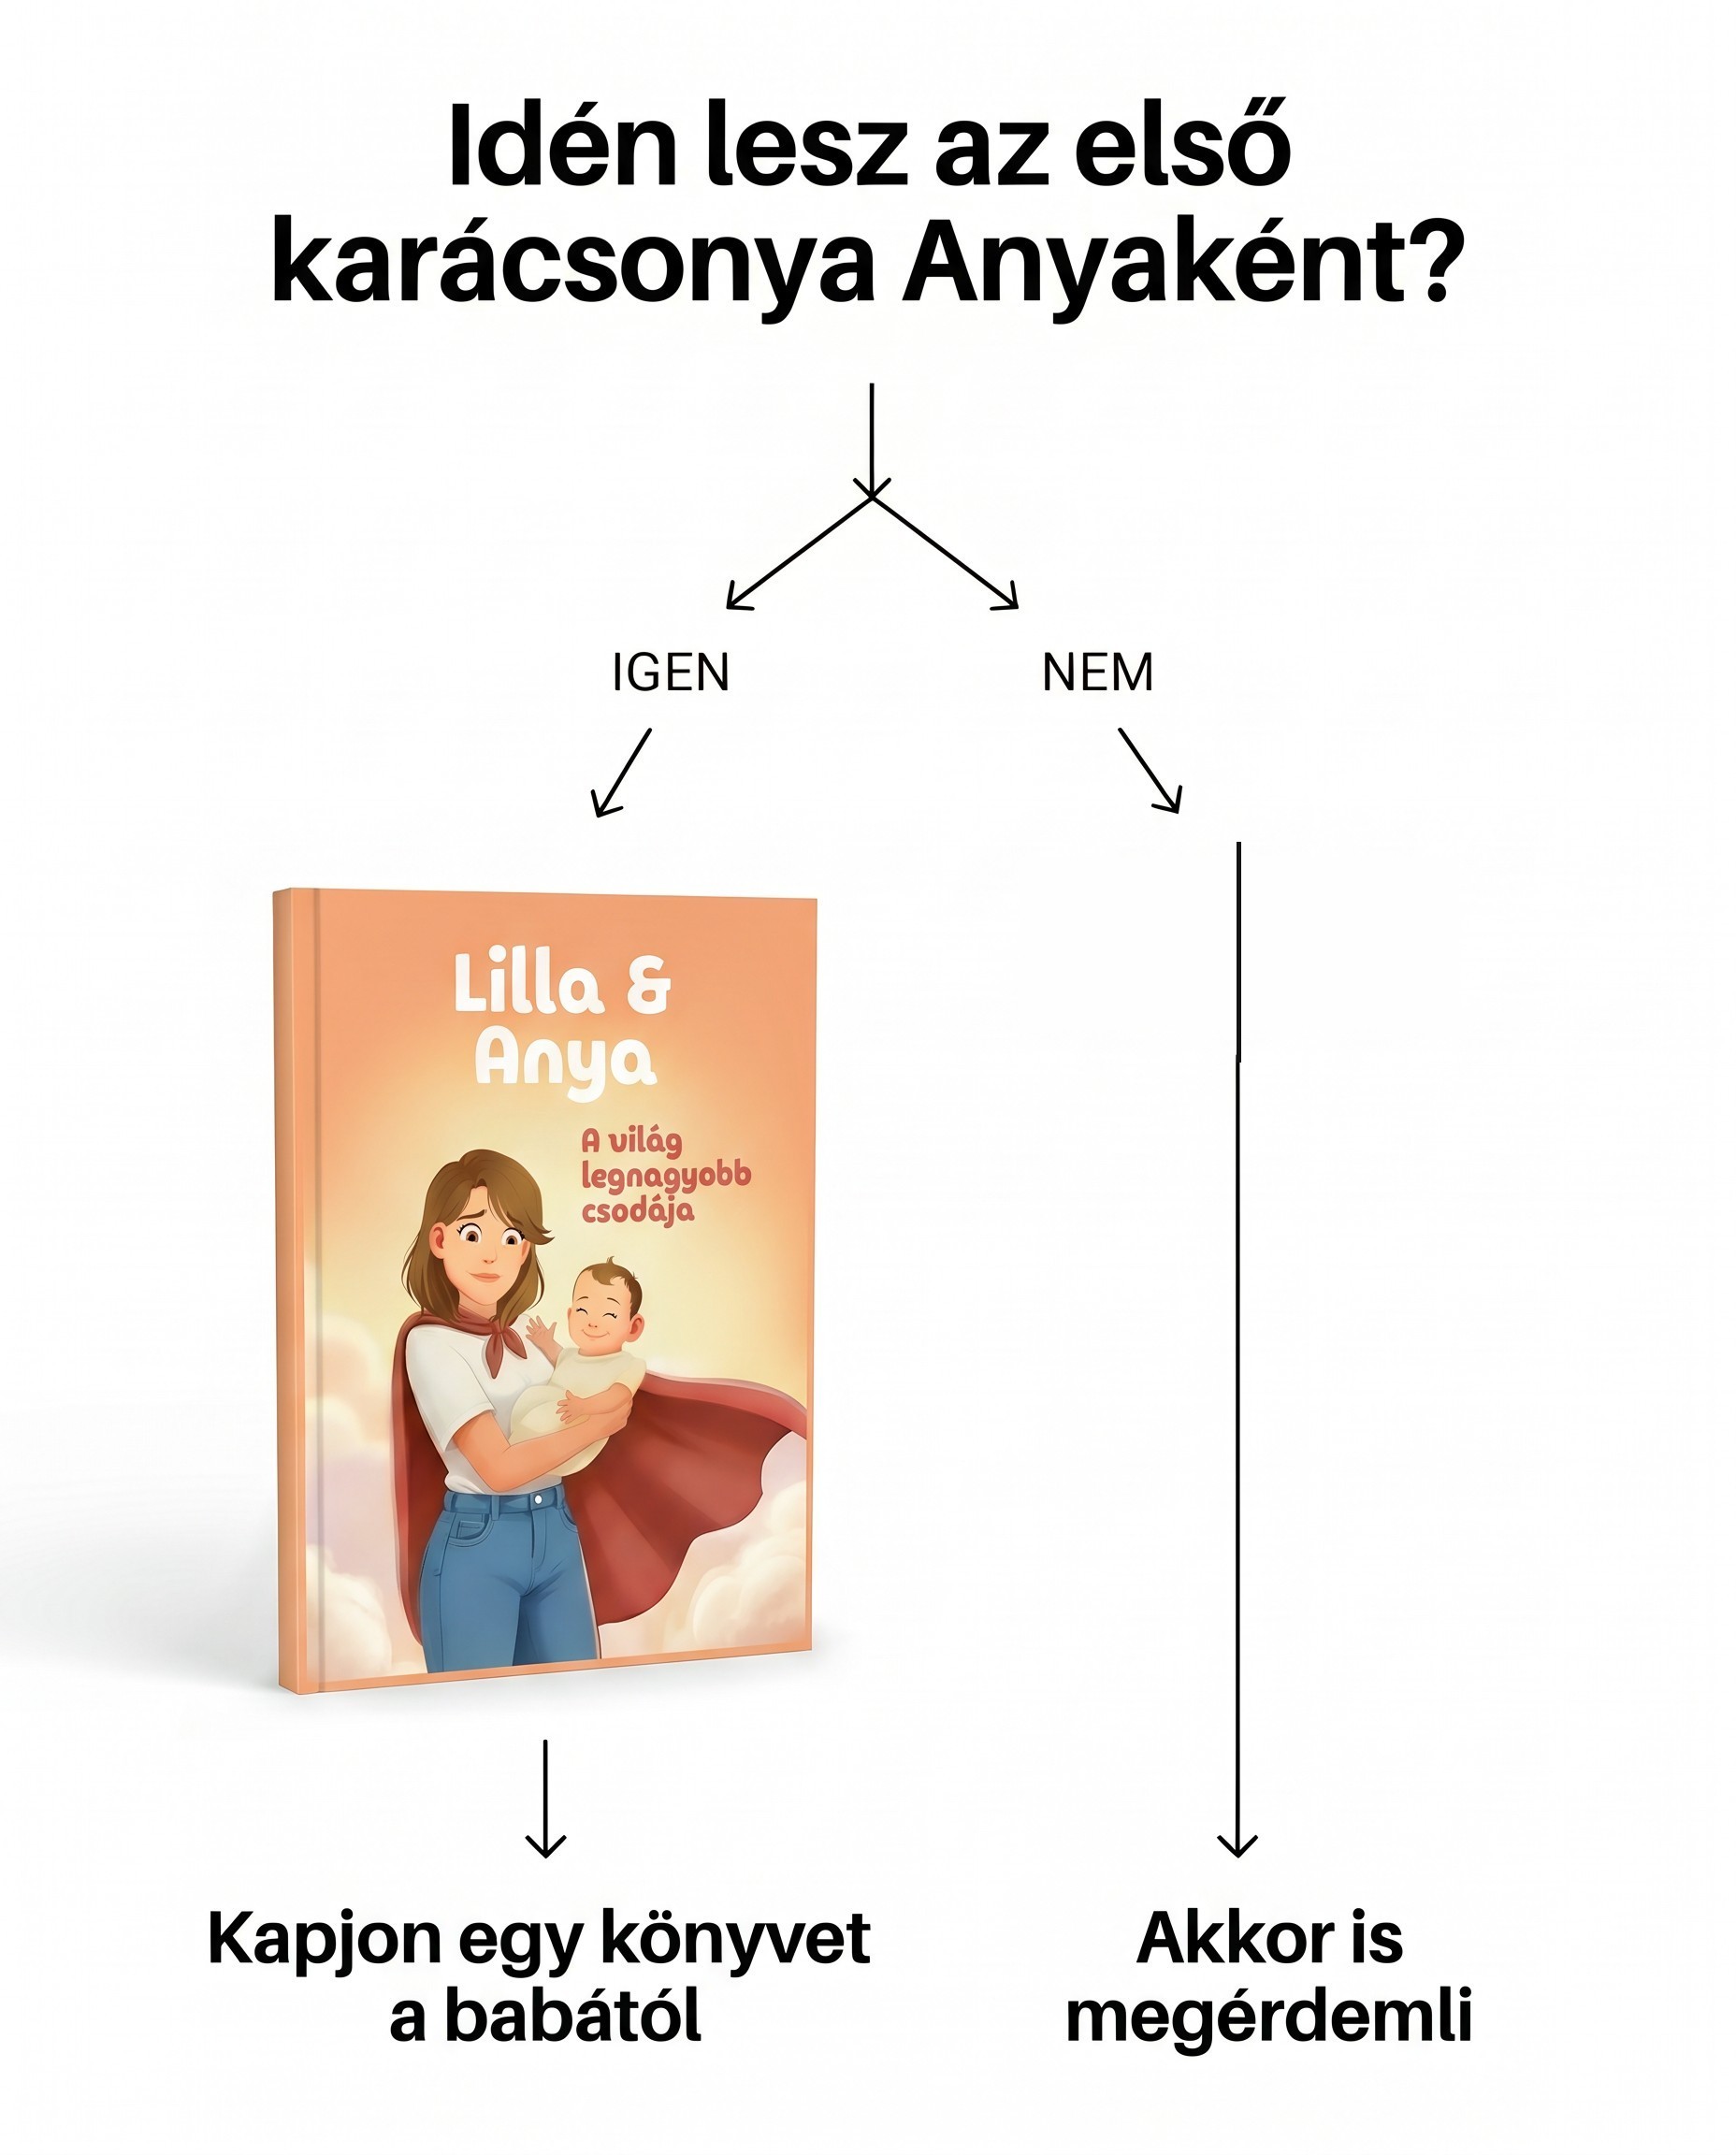 Idén lesz az első
karácsonya Anyaként?
IGEN
NEM
Lilla &
Anya
A világ
legnagyobb
csodája
Kapjon egy könyvet
a babától
Akkor is
megérdemli